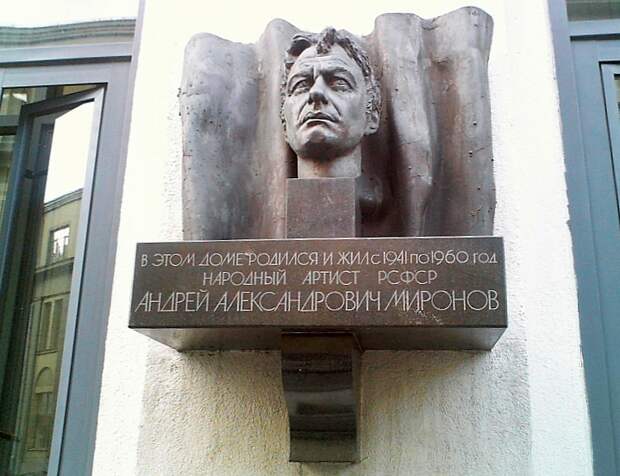 В ЭТОМ ДОМЕ РОДИЛСЯ И ЖИЛ С 1941 ПО 1960 ГОД
НАРОДНЫЙ АРТИСТ РСФСР
АНДРЕЙ АЛЕКСАНДРОВИЧ МИРОНОВ